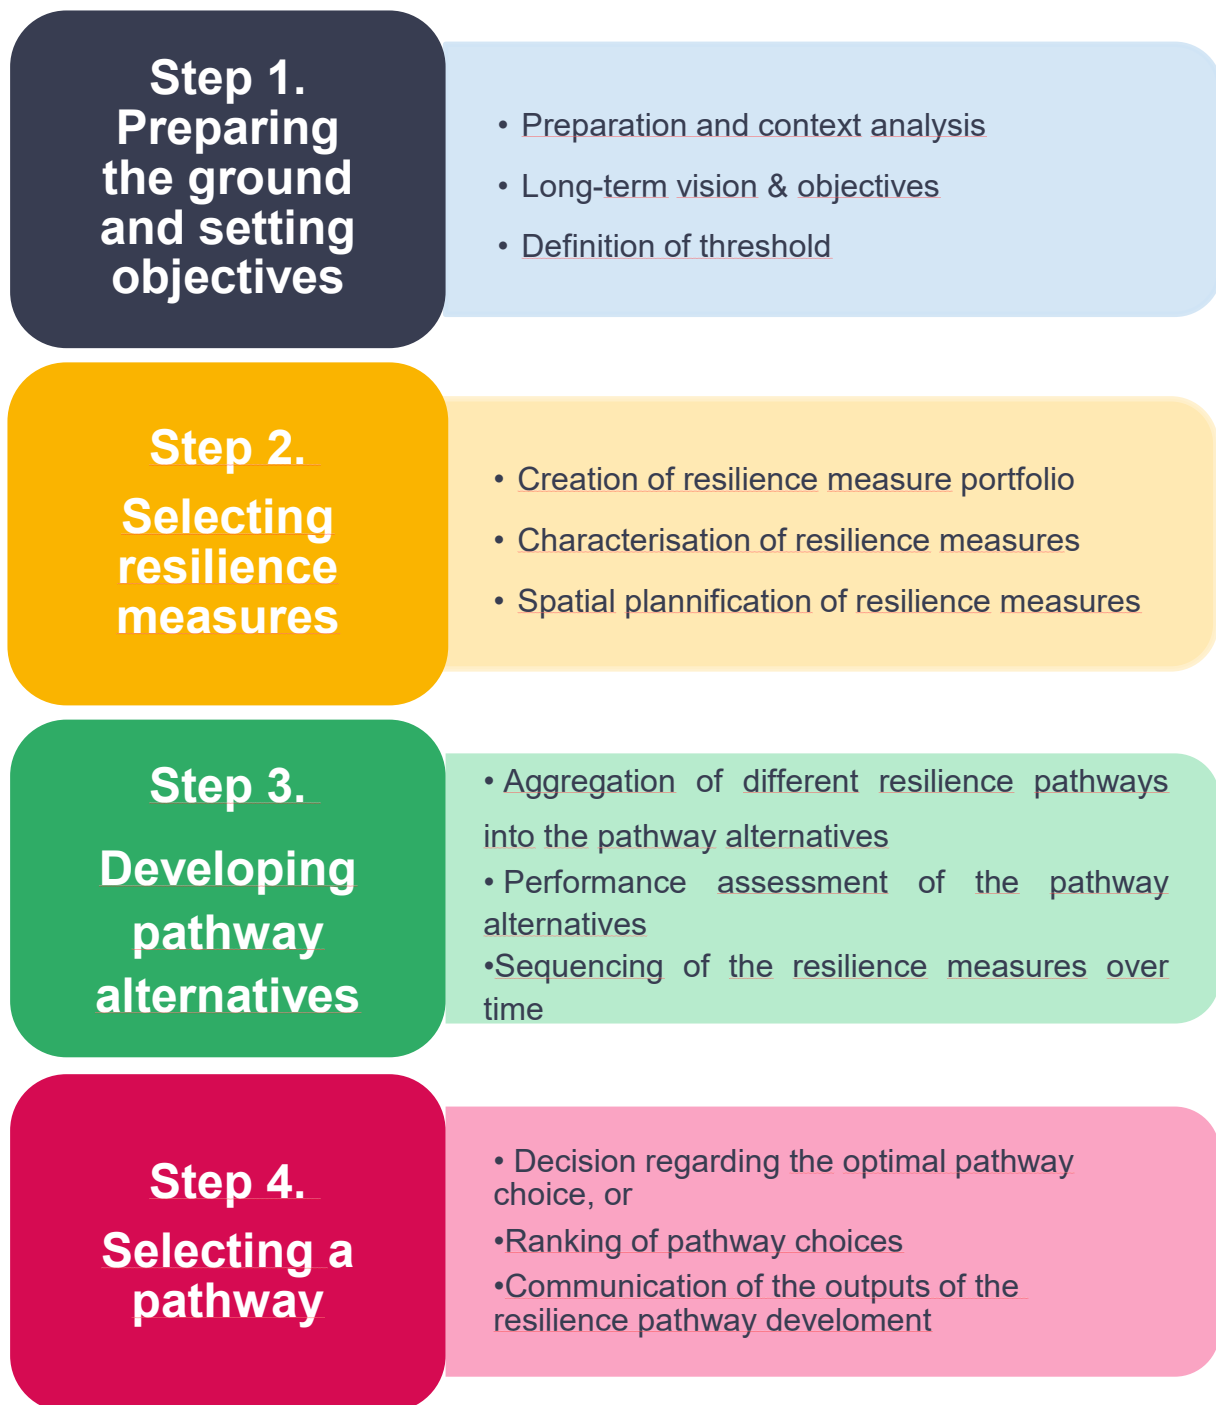 Step 1.
Preparing
the ground
and setting
objectives
• Preparation and context analysis
• Long-term vision & objectives
• Definition of threshold
Step 2.
Selecting
resilience
measures
• Creation of resilience measure portfolio
• Characterisation of resilience measures
• Spatial plannification of resilience measures
Step 3.
Developing
pathway
alternatives
• Aggregation of different resilience pathways
into the pathway alternatives
• Performance assessment of the pathway
alternatives
•Sequencing of the resilience measures over
time
Step 4.
Selecting a
pathway
• Decision regarding the optimal pathway
choice, or
•Ranking of pathway choices
•Communication of the outputs of the
resilience pathway develoment